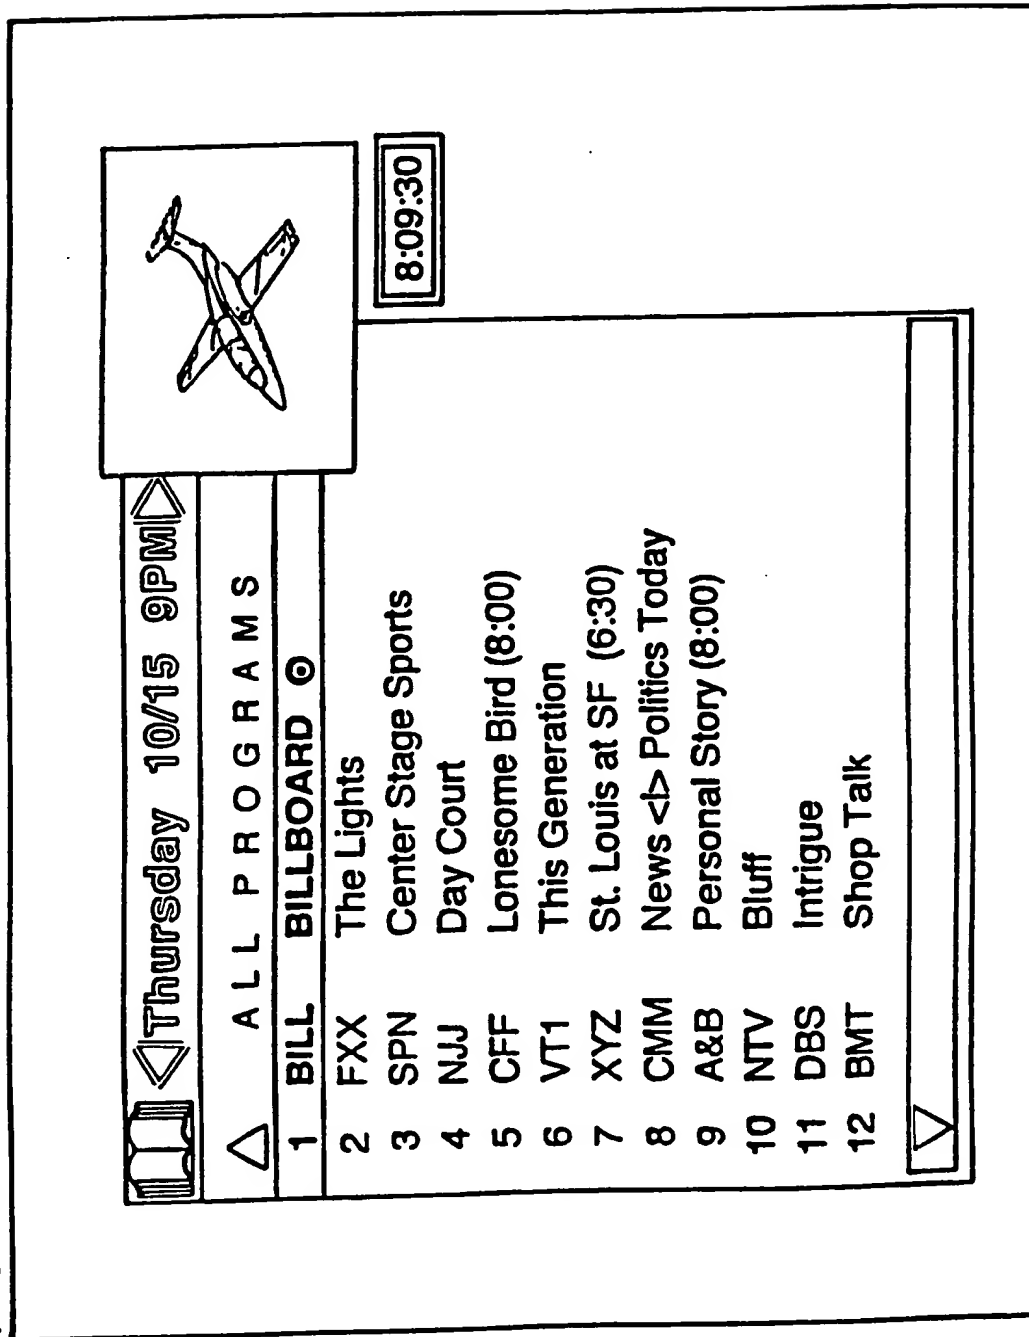 Thursday 10/15 9PM
ALL PROGRAMS
8:09:30
1 BILL BILLBOARD
2 FXX The Lights
3 SPN Center Stage Sports
4 NJJ Day Court
5 CFF Lonesome Bird (8:00)
6 VT1 This Generation
7 XYZ St. Louis at SF (6:30)
8 CMM News <I> Politics Today
9 A&B Personal Story (8:00)
10 NTV Bluff
11 DBS Intrigue
12 BMT Shop Talk